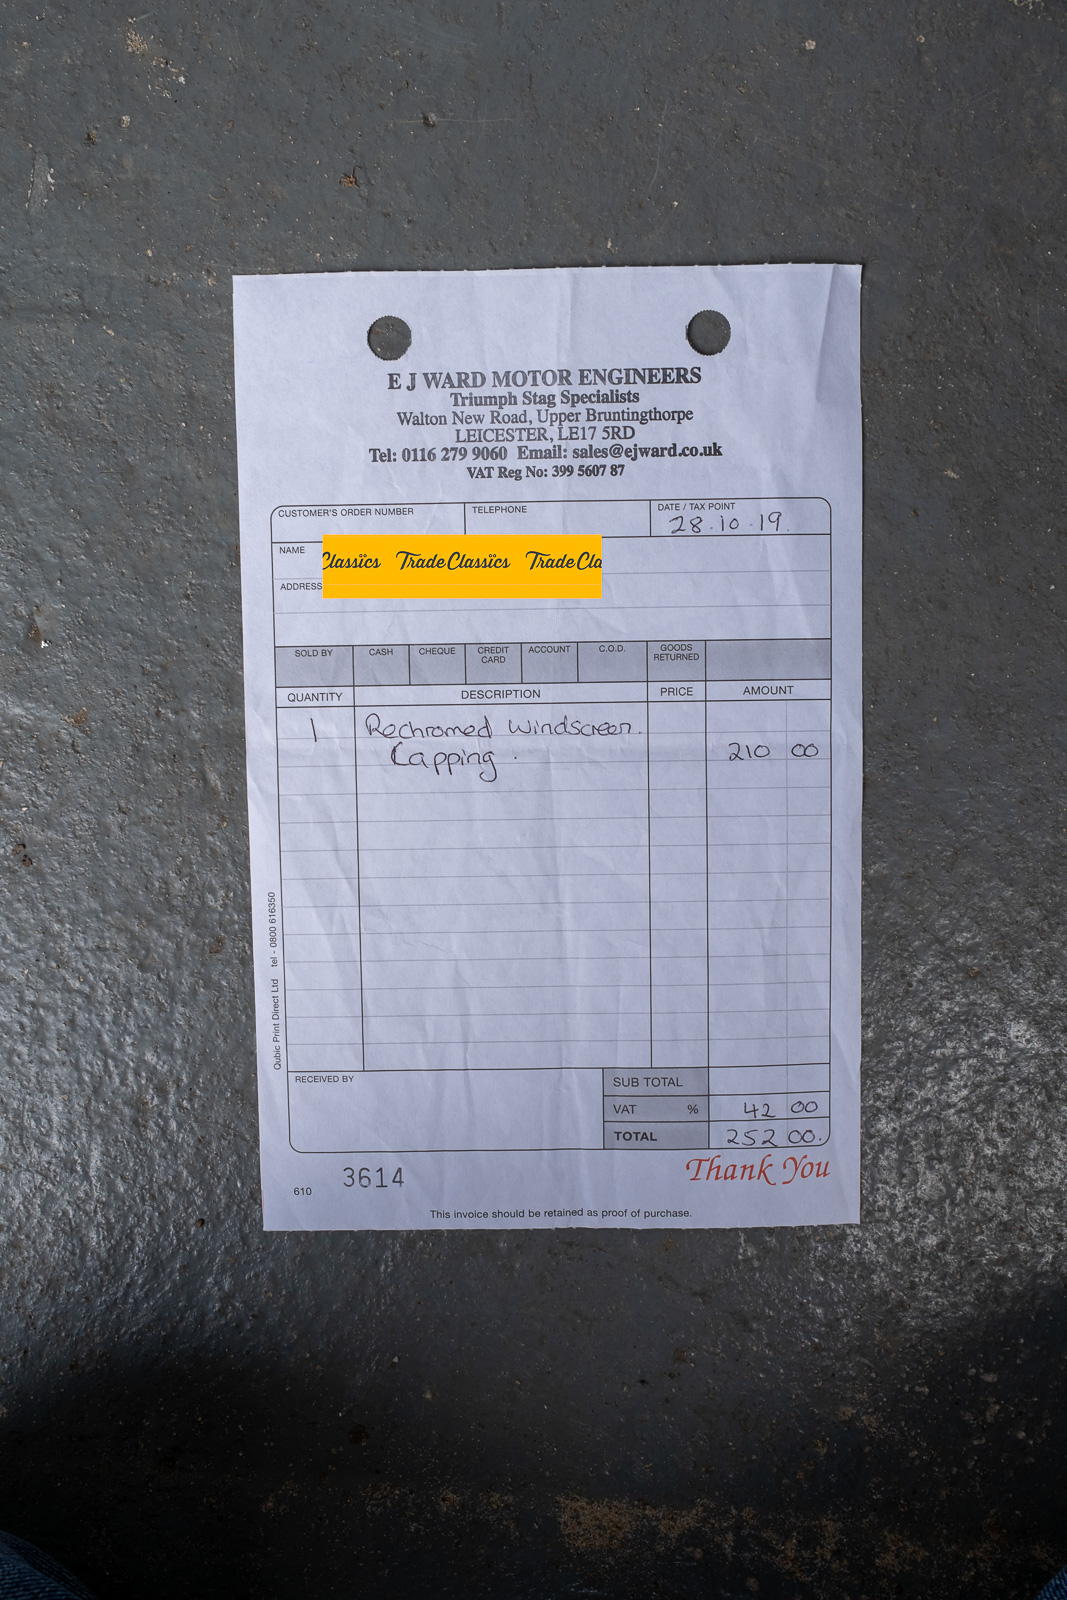 E J WARD MOTOR ENGINEERS
Triumph Stag Specialists
Walton New Road, Upper Bruntingthorpe
LEICESTER, LE17 5RD
Tel: 0116 279 9060 Email: sales@ejward.co.uk
VAT Reg No: 399 5607 87
CUSTOMER'S ORDER NUMBER TELEPHONE DATE / TAX POINT
28.10.19.
NAME
Classics TradeClassics TradeCla
ADDRESS
SOLD BY CASH CHEQUE CREDIT CARD ACCOUNT C.O.D. GOODS RETURNED
QUANTITY DESCRIPTION PRICE AMOUNT
1 Rechromed Windscreen.
Capping. 210 00
Qubic Print Direct Ltd tel - 0800 616350
RECEIVED BY
SUB TOTAL
VAT % 42 00
TOTAL 252 00.
Thank You
610 3614
This invoice should be retained as proof of purchase.